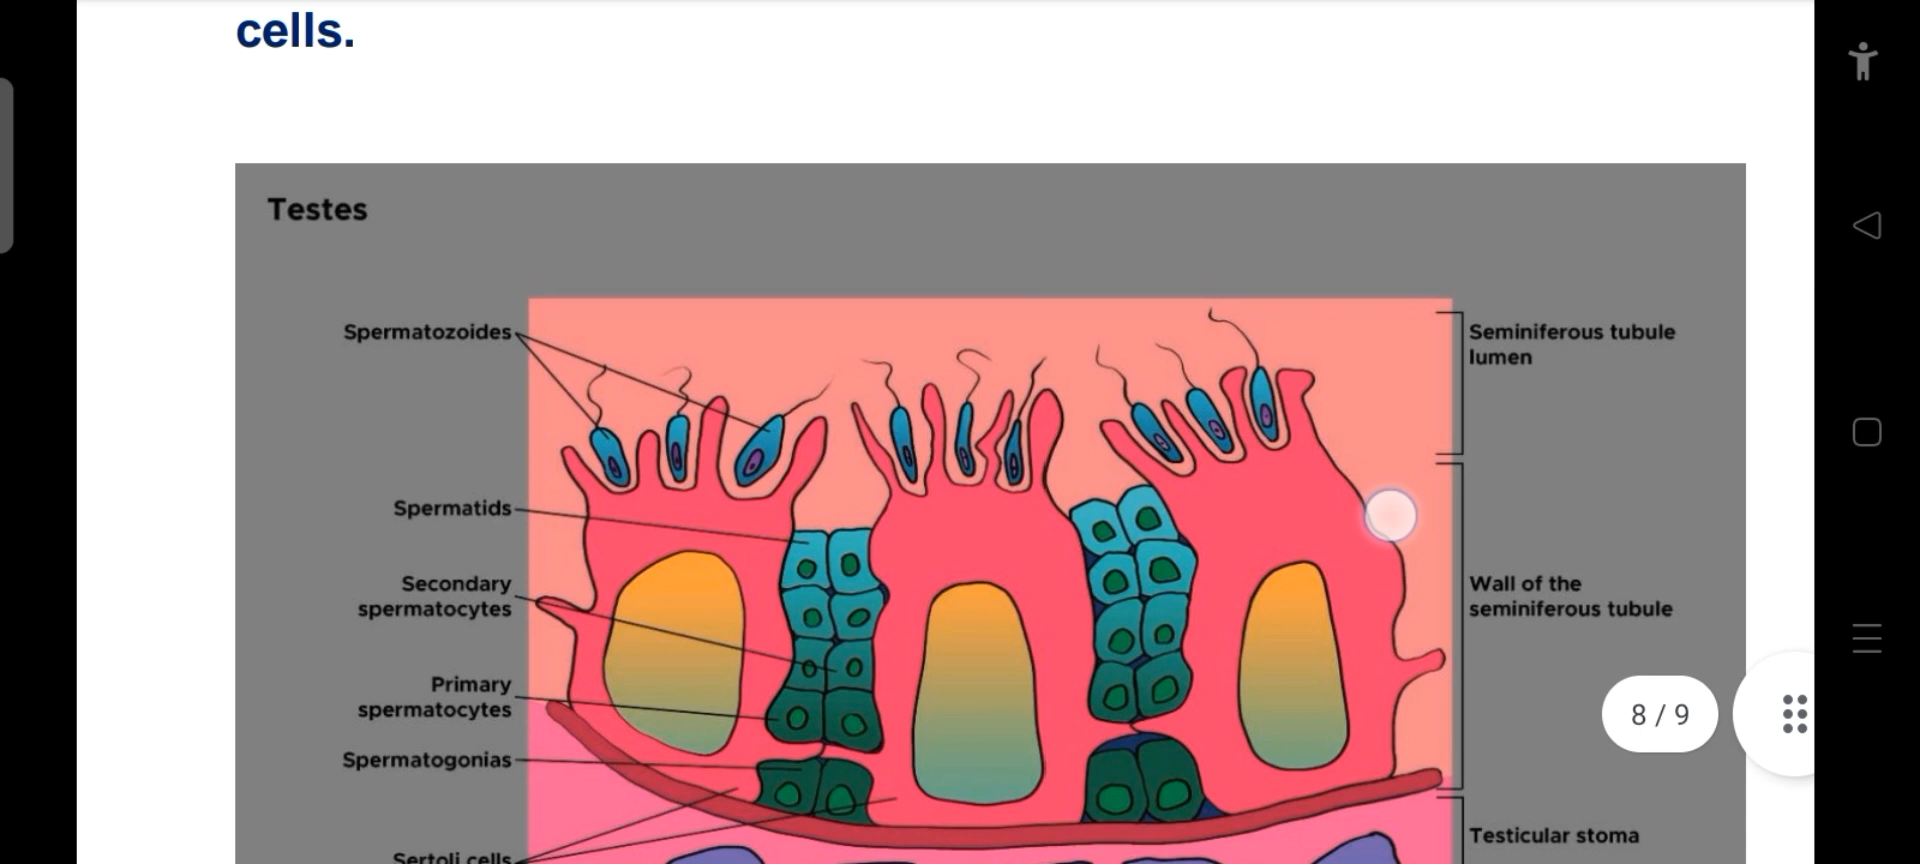 cells.
Testes
Spermatozoides
Seminiferous tubule
lumen
Spermatids
Secondary
spermatocytes
Wall of the
seminiferous tubule
Primary
spermatocytes
8 / 9
Spermatogonias
Testicular stoma
Sertoli cells